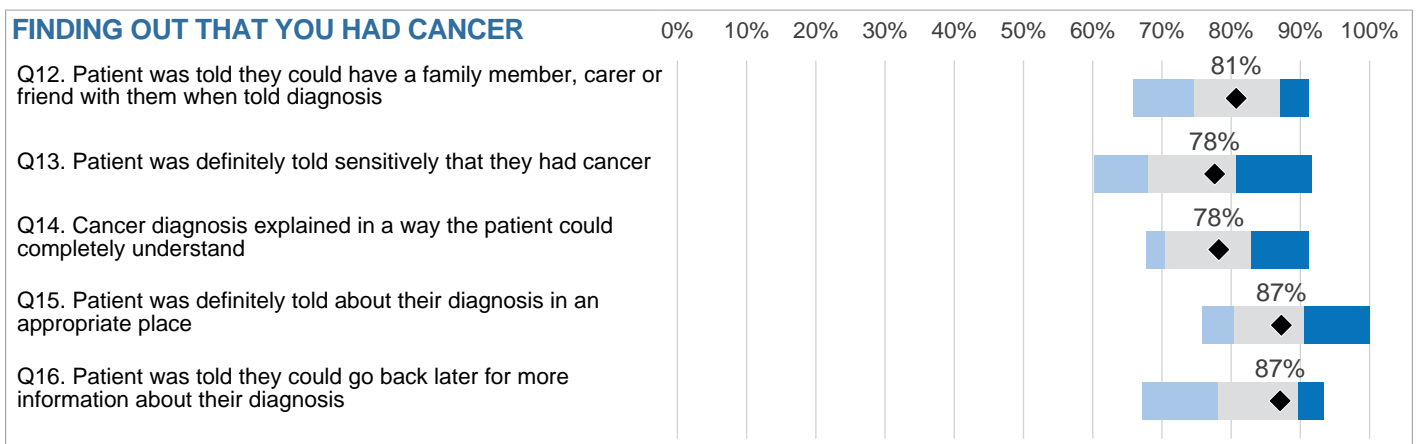 FINDING OUT THAT YOU HAD CANCER
0% 10% 20% 30% 40% 50% 60% 70% 80% 90% 100%
Q12. Patient was told they could have a family member, carer or
friend with them when told diagnosis
81%
Q13. Patient was definitely told sensitively that they had cancer
78%
Q14. Cancer diagnosis explained in a way the patient could
completely understand
78%
Q15. Patient was definitely told about their diagnosis in an
appropriate place
87%
Q16. Patient was told they could go back later for more
information about their diagnosis
87%